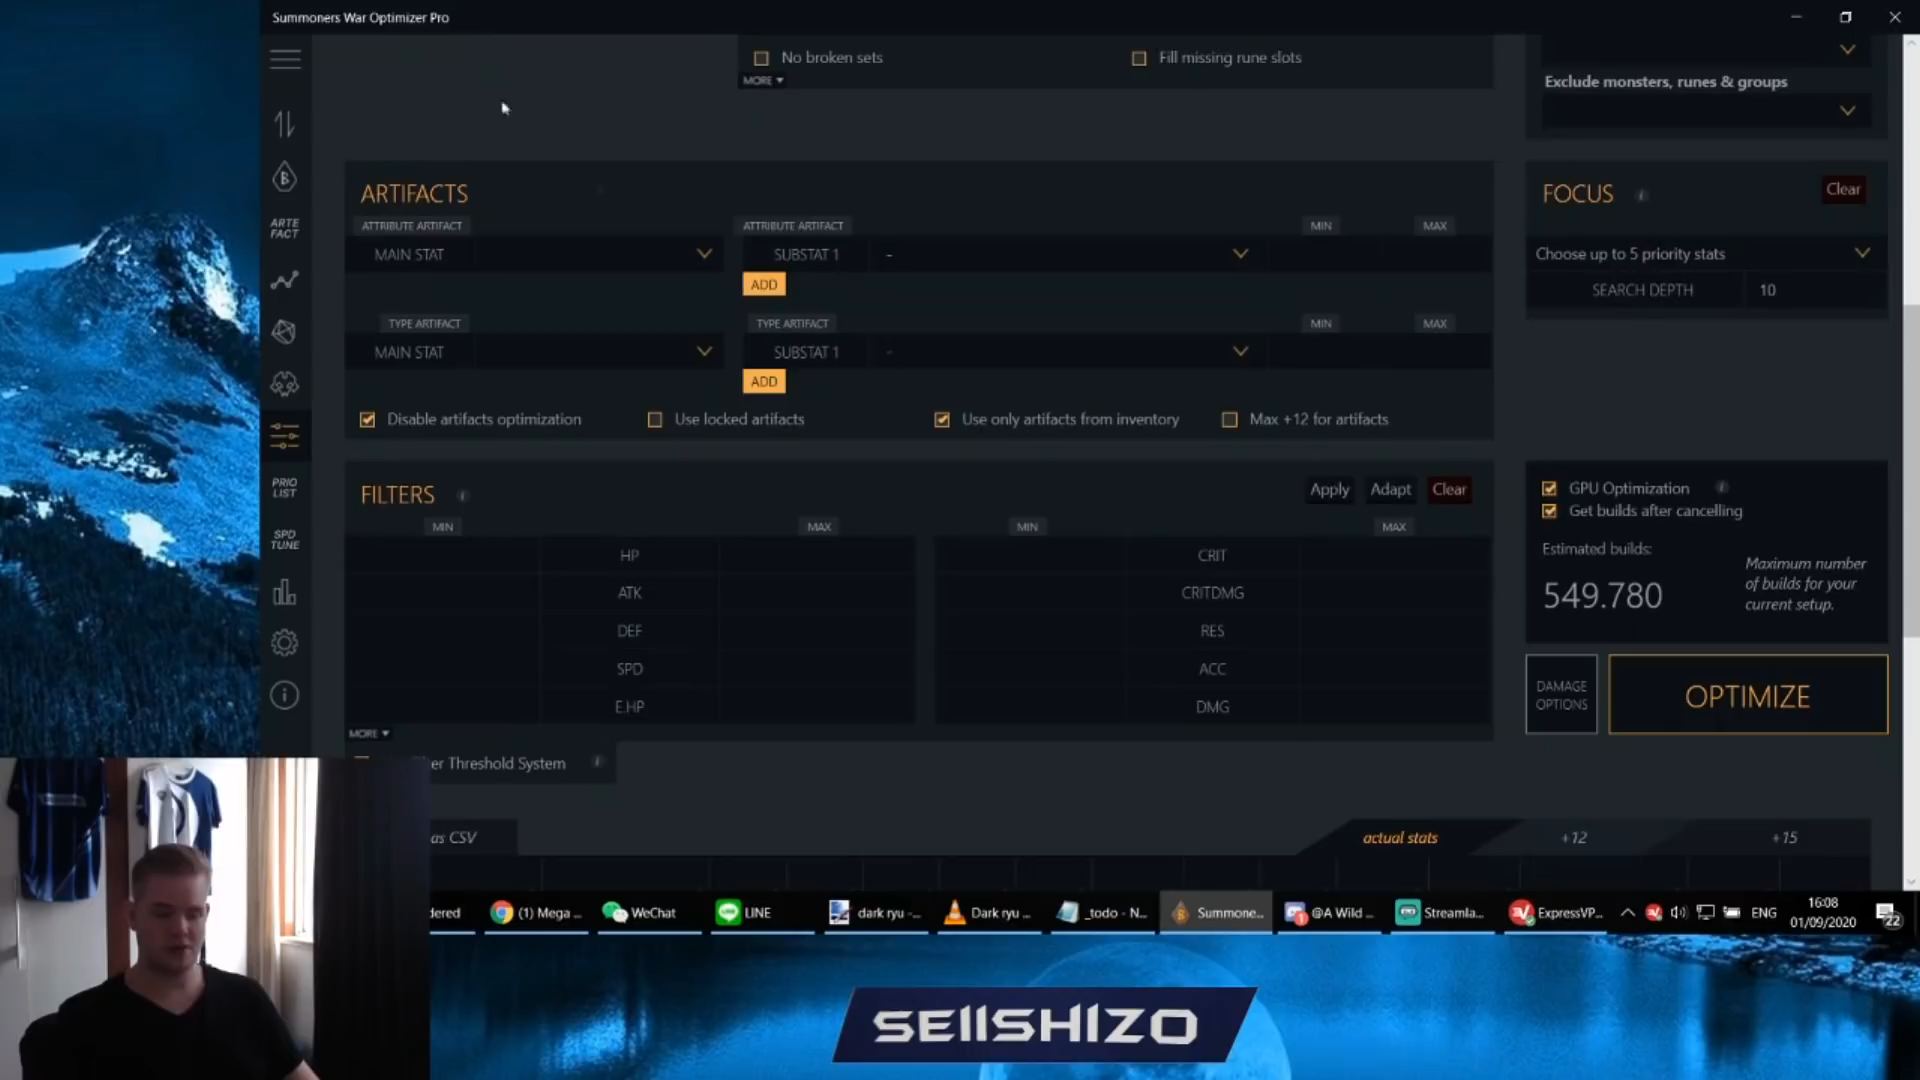 Summoners War Optimizer Pro
No broken sets
Fill missing rune slots
MORE
Exclude monsters, runes & groups
ARTIFACTS
FOCUS
Clear
ATTRIBUTE ARTIFACT
ATTRIBUTE ARTIFACT
MIN
MAX
MAIN STAT
SUBSTAT 1
-
Choose up to 5 priority stats
ADD
SEARCH DEPTH
10
TYPE ARTIFACT
TYPE ARTIFACT
MIN
MAX
MAIN STAT
SUBSTAT 1
-
ADD
Disable artifacts optimization
Use locked artifacts
Use only artifacts from inventory
Max +12 for artifacts
ARTE
FACT
PRIO
LIST
SPD
TUNE
FILTERS
Apply
Adapt
Clear
MIN
MAX
MIN
MAX
HP
CRIT
ATK
CRITDMG
DEF
RES
SPD
ACC
E.HP
DMG
MORE
GPU Optimization
Get builds after cancelling
Estimated builds:
549.780
Maximum number
of builds for your
current setup.
DAMAGE
OPTIONS
OPTIMIZE
er Threshold System
as CSV
actual stats
+12
+15
dered
(1) Mega ...
WeChat
LINE
dark ryu -...
Dark ryu ...
_todo - N...
Summone...
@A Wild ...
Streamla...
ExpressVP...
ENG
16:08
01/09/2020
22
SEIISHIZO